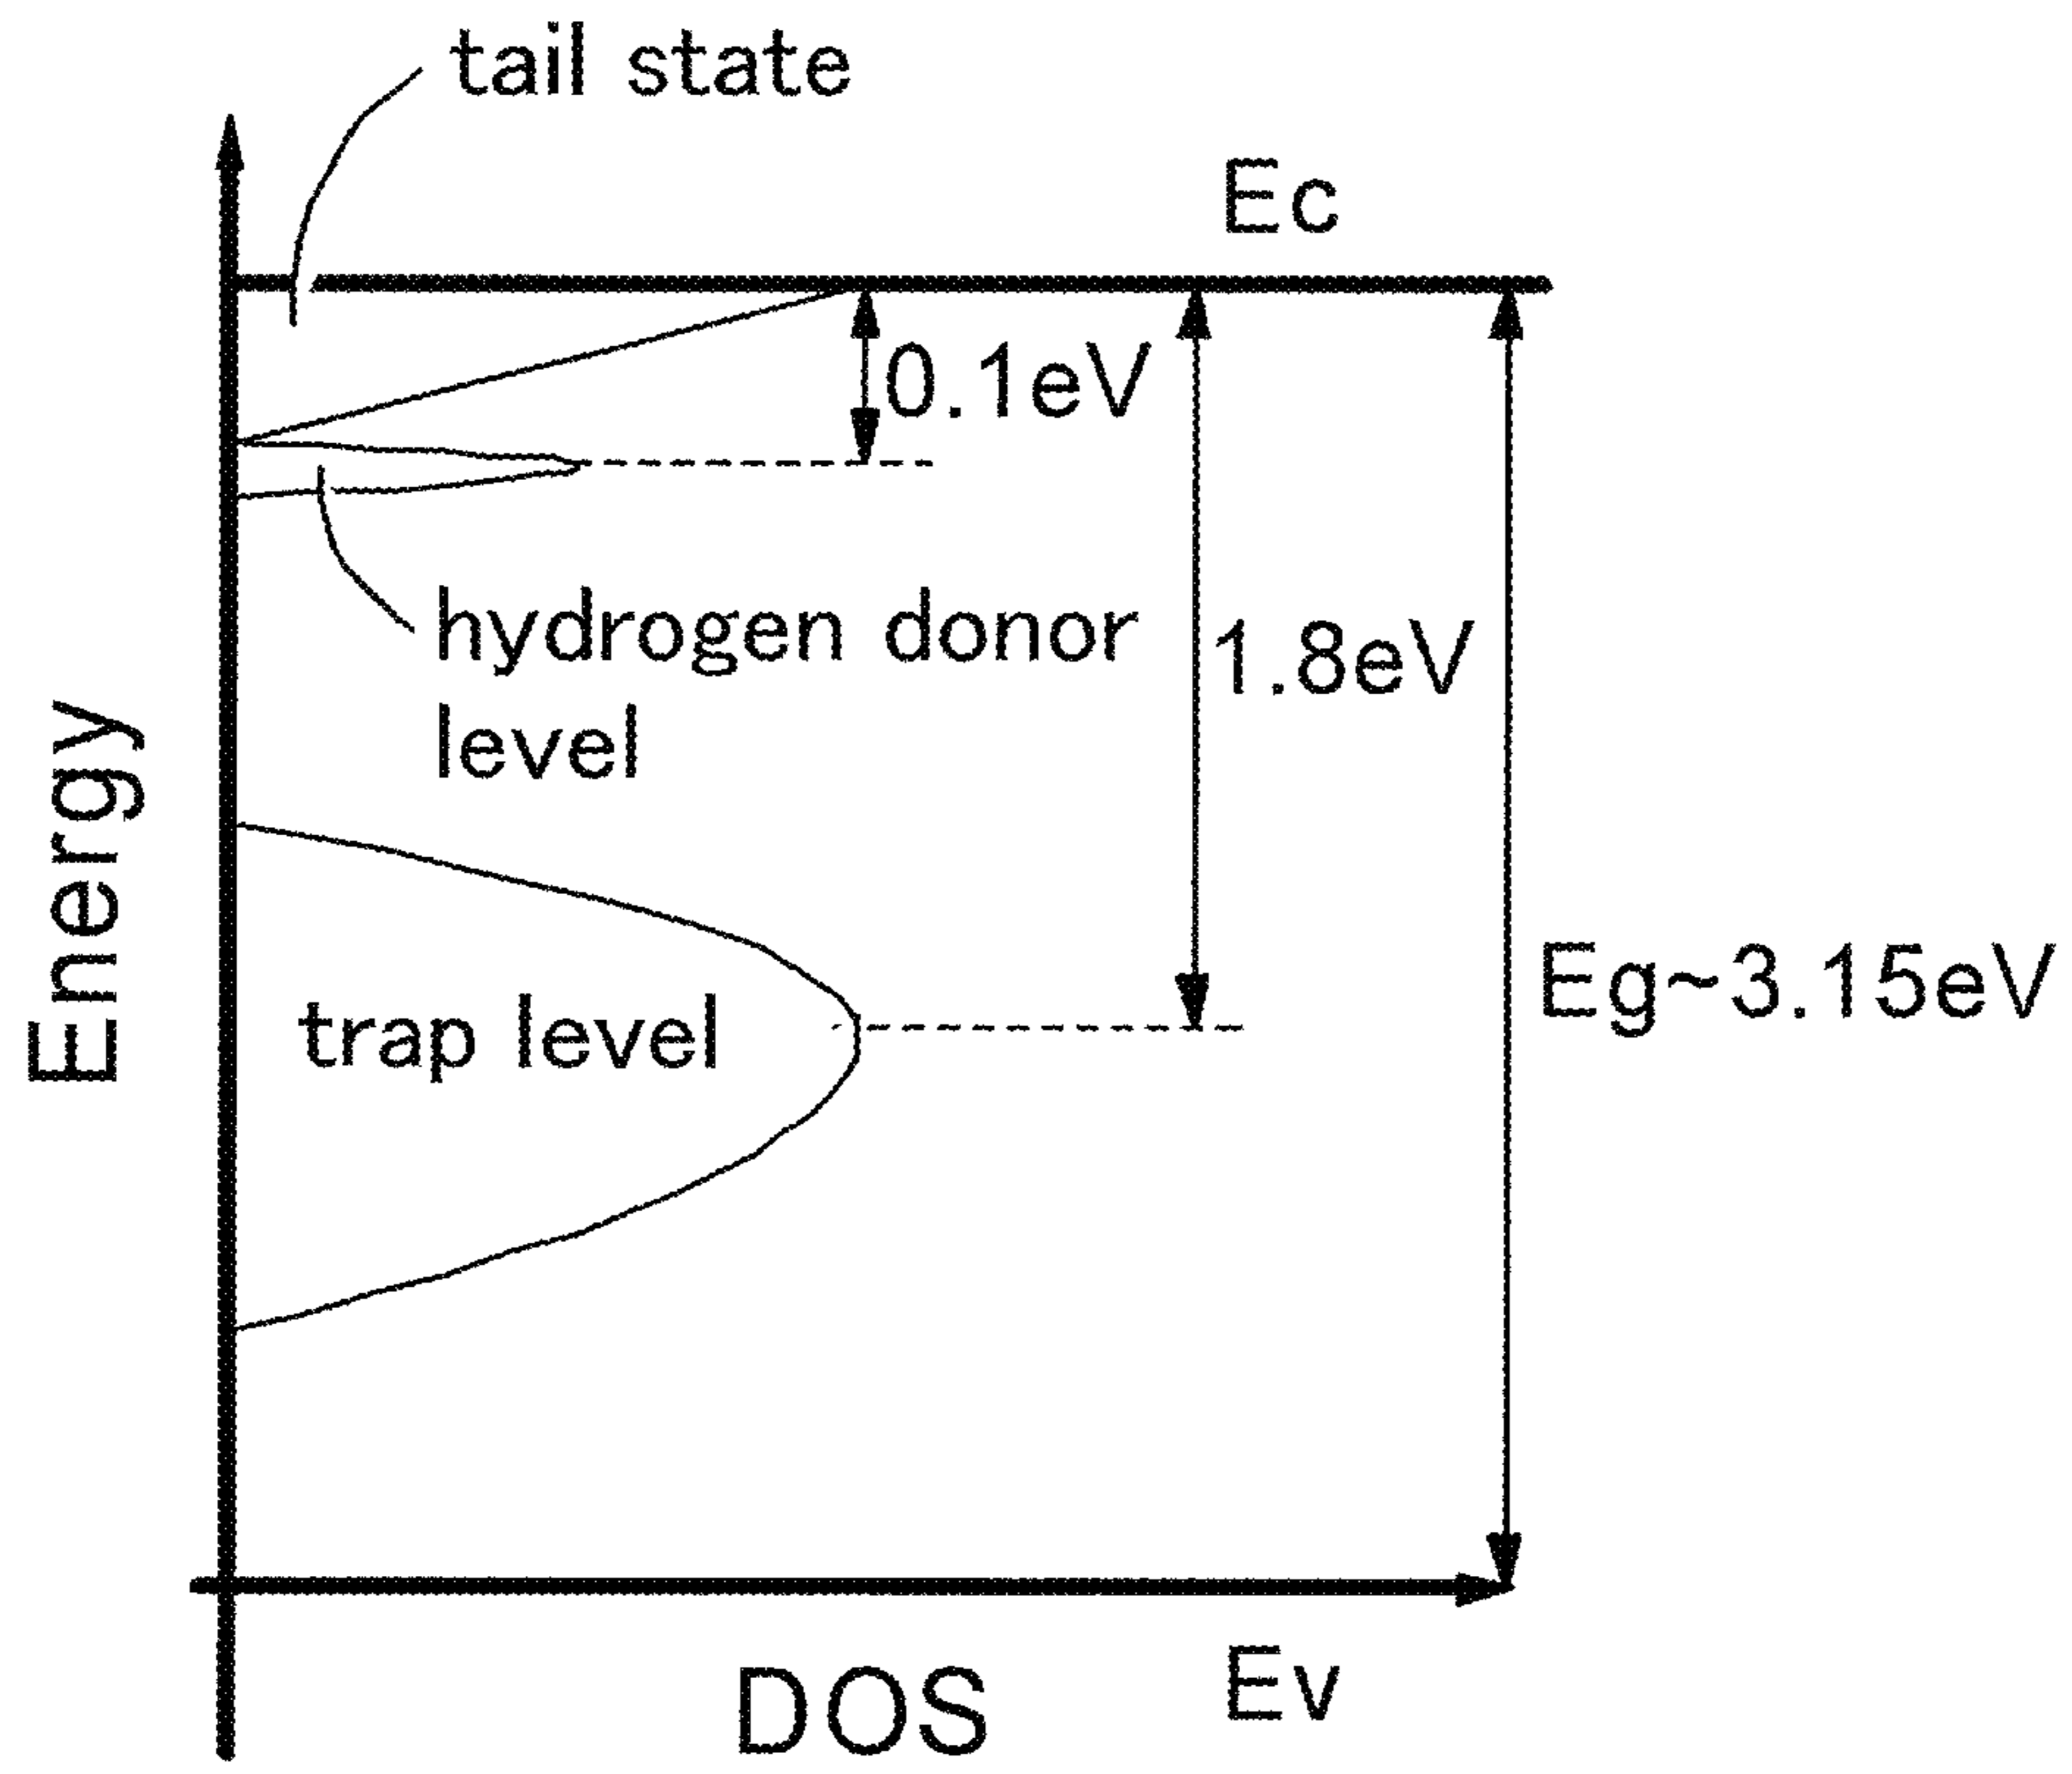 tail state
Ec
0.1eV
hydrogen donor
level
1.8eV
Energy
Eg~3.15eV
trap level
DOS
Ev